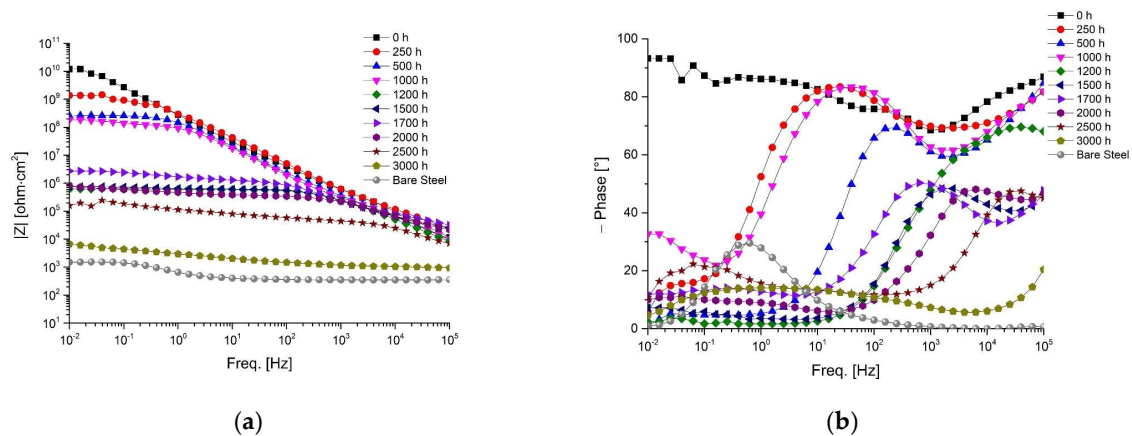 0 h
250 h
500 h
1000 h
1200 h
1500 h
1700 h
2000 h
2500 h
3000 h
Bare Steel
|Z| [ohm·cm²]
10¹¹
10¹⁰
10⁹
10⁸
10⁷
10⁶
10⁵
10⁴
10³
10²
10¹
10⁻² 10⁻¹ 10⁰ 10¹ 10² 10³ 10⁴ 10⁵
Freq. [Hz]
(a)
0 h
250 h
500 h
1000 h
1200 h
1500 h
1700 h
2000 h
2500 h
3000 h
Bare Steel
− Phase [°]
100
80
60
40
20
0
10⁻² 10⁻¹ 10⁰ 10¹ 10² 10³ 10⁴ 10⁵
Freq. [Hz]
(b)